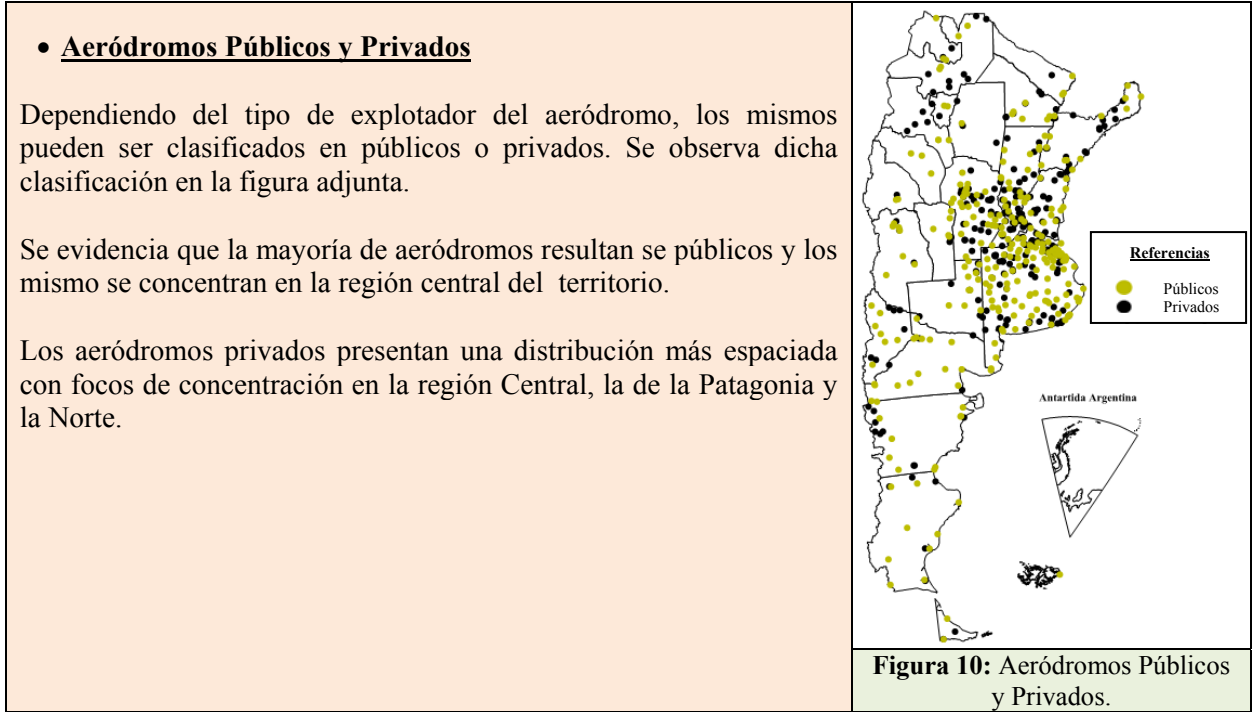 • Aeródromos Públicos y Privados
Dependiendo del tipo de explotador del aeródromo, los mismos
pueden ser clasificados en públicos o privados. Se observa dicha
clasificación en la figura adjunta.
Se evidencia que la mayoría de aeródromos resultan se públicos y los
mismo se concentran en la región central del territorio.
Los aeródromos privados presentan una distribución más espaciada
con focos de concentración en la región Central, la de la Patagonia y
la Norte.
Referencias
Públicos
Privados
Antartida Argentina
Figura 10: Aeródromos Públicos
y Privados.